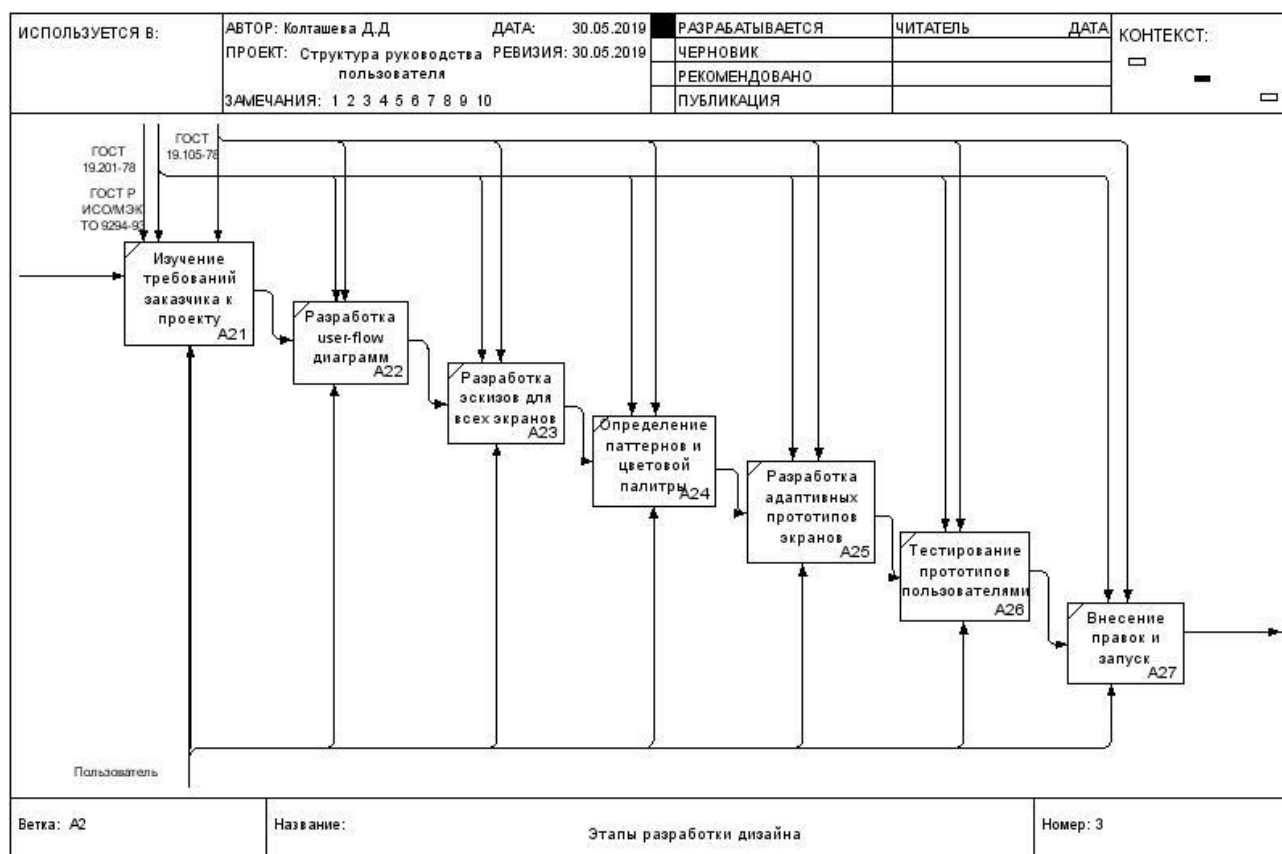 ИСПОЛЬЗУЕТСЯ В:
АВТОР: Колташева Д.Д
ДАТА: 30.05.2019
ПРОЕКТ: Структура руководства
пользователя
РЕВИЗИЯ: 30.05.2019
ЗАМЕЧАНИЯ: 1 2 3 4 5 6 7 8 9 10
РАЗРАБАТЫВАЕТСЯ
ЧЕРНОВИК
РЕКОМЕНДОВАНО
ПУБЛИКАЦИЯ
ЧИТАТЕЛЬ
ДАТА
КОНТЕКСТ:
ГОСТ
19.201-78
ГОСТ
19.105-78
ГОСТ Р
ИСО/МЭК
ТО 9294-93
Изучение
требований
заказчика к
проекту
A21
Разработка
user-flow
диаграмм
A22
Разработка
эскизов для
всех экранов
A23
Определение
паттернов и
цветовой
палитры
A24
Разработка
адаптивных
прототипов
экранов
A25
Тестирование
прототипов
пользователями
A26
Внесение
правок и
запуск
A27
Пользователь
Ветка: A2
Название:
Этапы разработки дизайна
Номер: 3